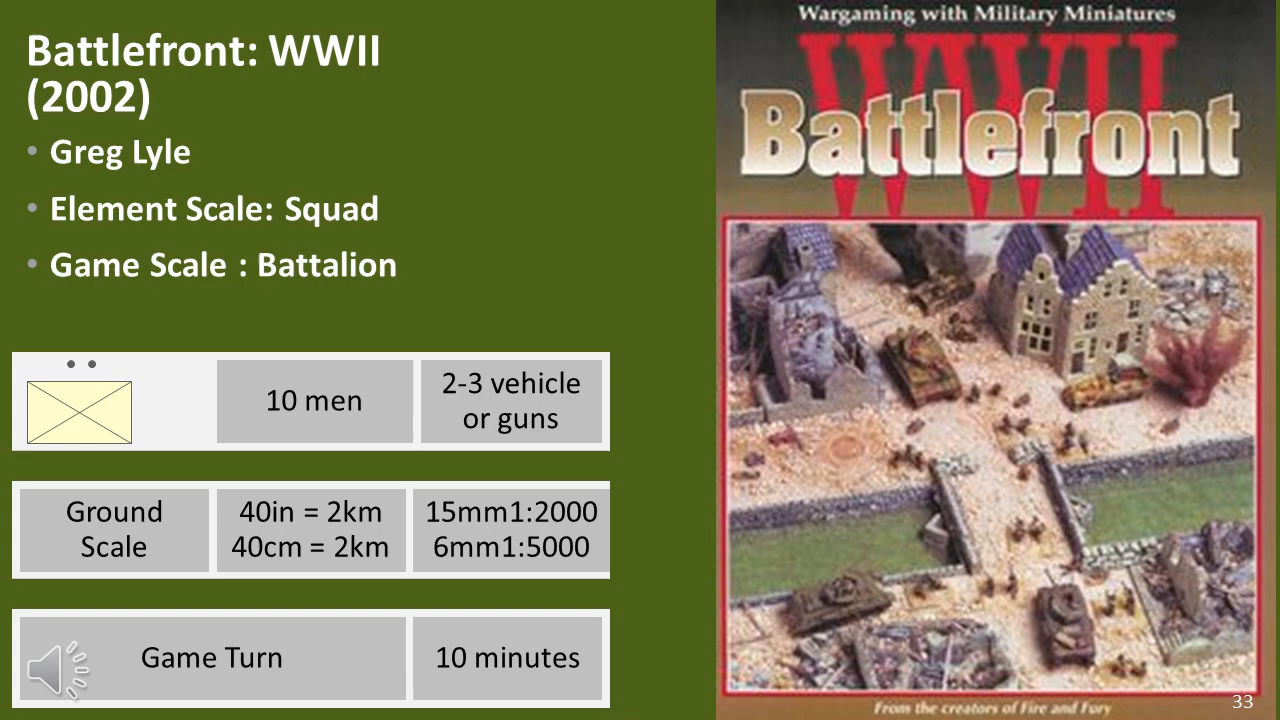 Battlefront: WWII
(2002)
• Greg Lyle
• Element Scale: Squad
• Game Scale : Battalion
10 men
2-3 vehicle
or guns
Ground
Scale
40in = 2km
40cm = 2km
15mm1:2000
6mm1:5000
Game Turn
10 minutes
Wargaming with Military Miniatures
WWII
Battlefront
From the creators of Fire and Fury
33